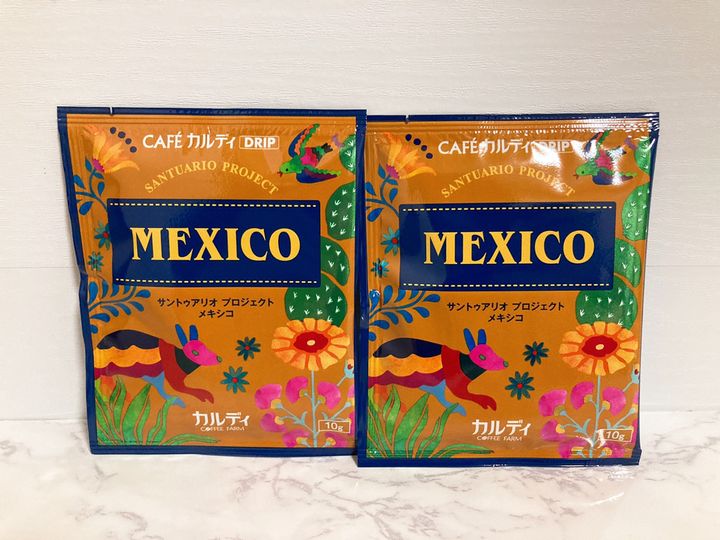 CAFÉ カルディ DRIP
SANTUARIO PROJECT
MEXICO
サントゥアリオ プロジェクト
メキシコ
カルディ
COFFEE FARM
10g
CAFÉ カルディ DRIP
SANTUARIO PROJECT
MEXICO
サントゥアリオ プロジェクト
メキシコ
カルディ
COFFEE FARM
10g